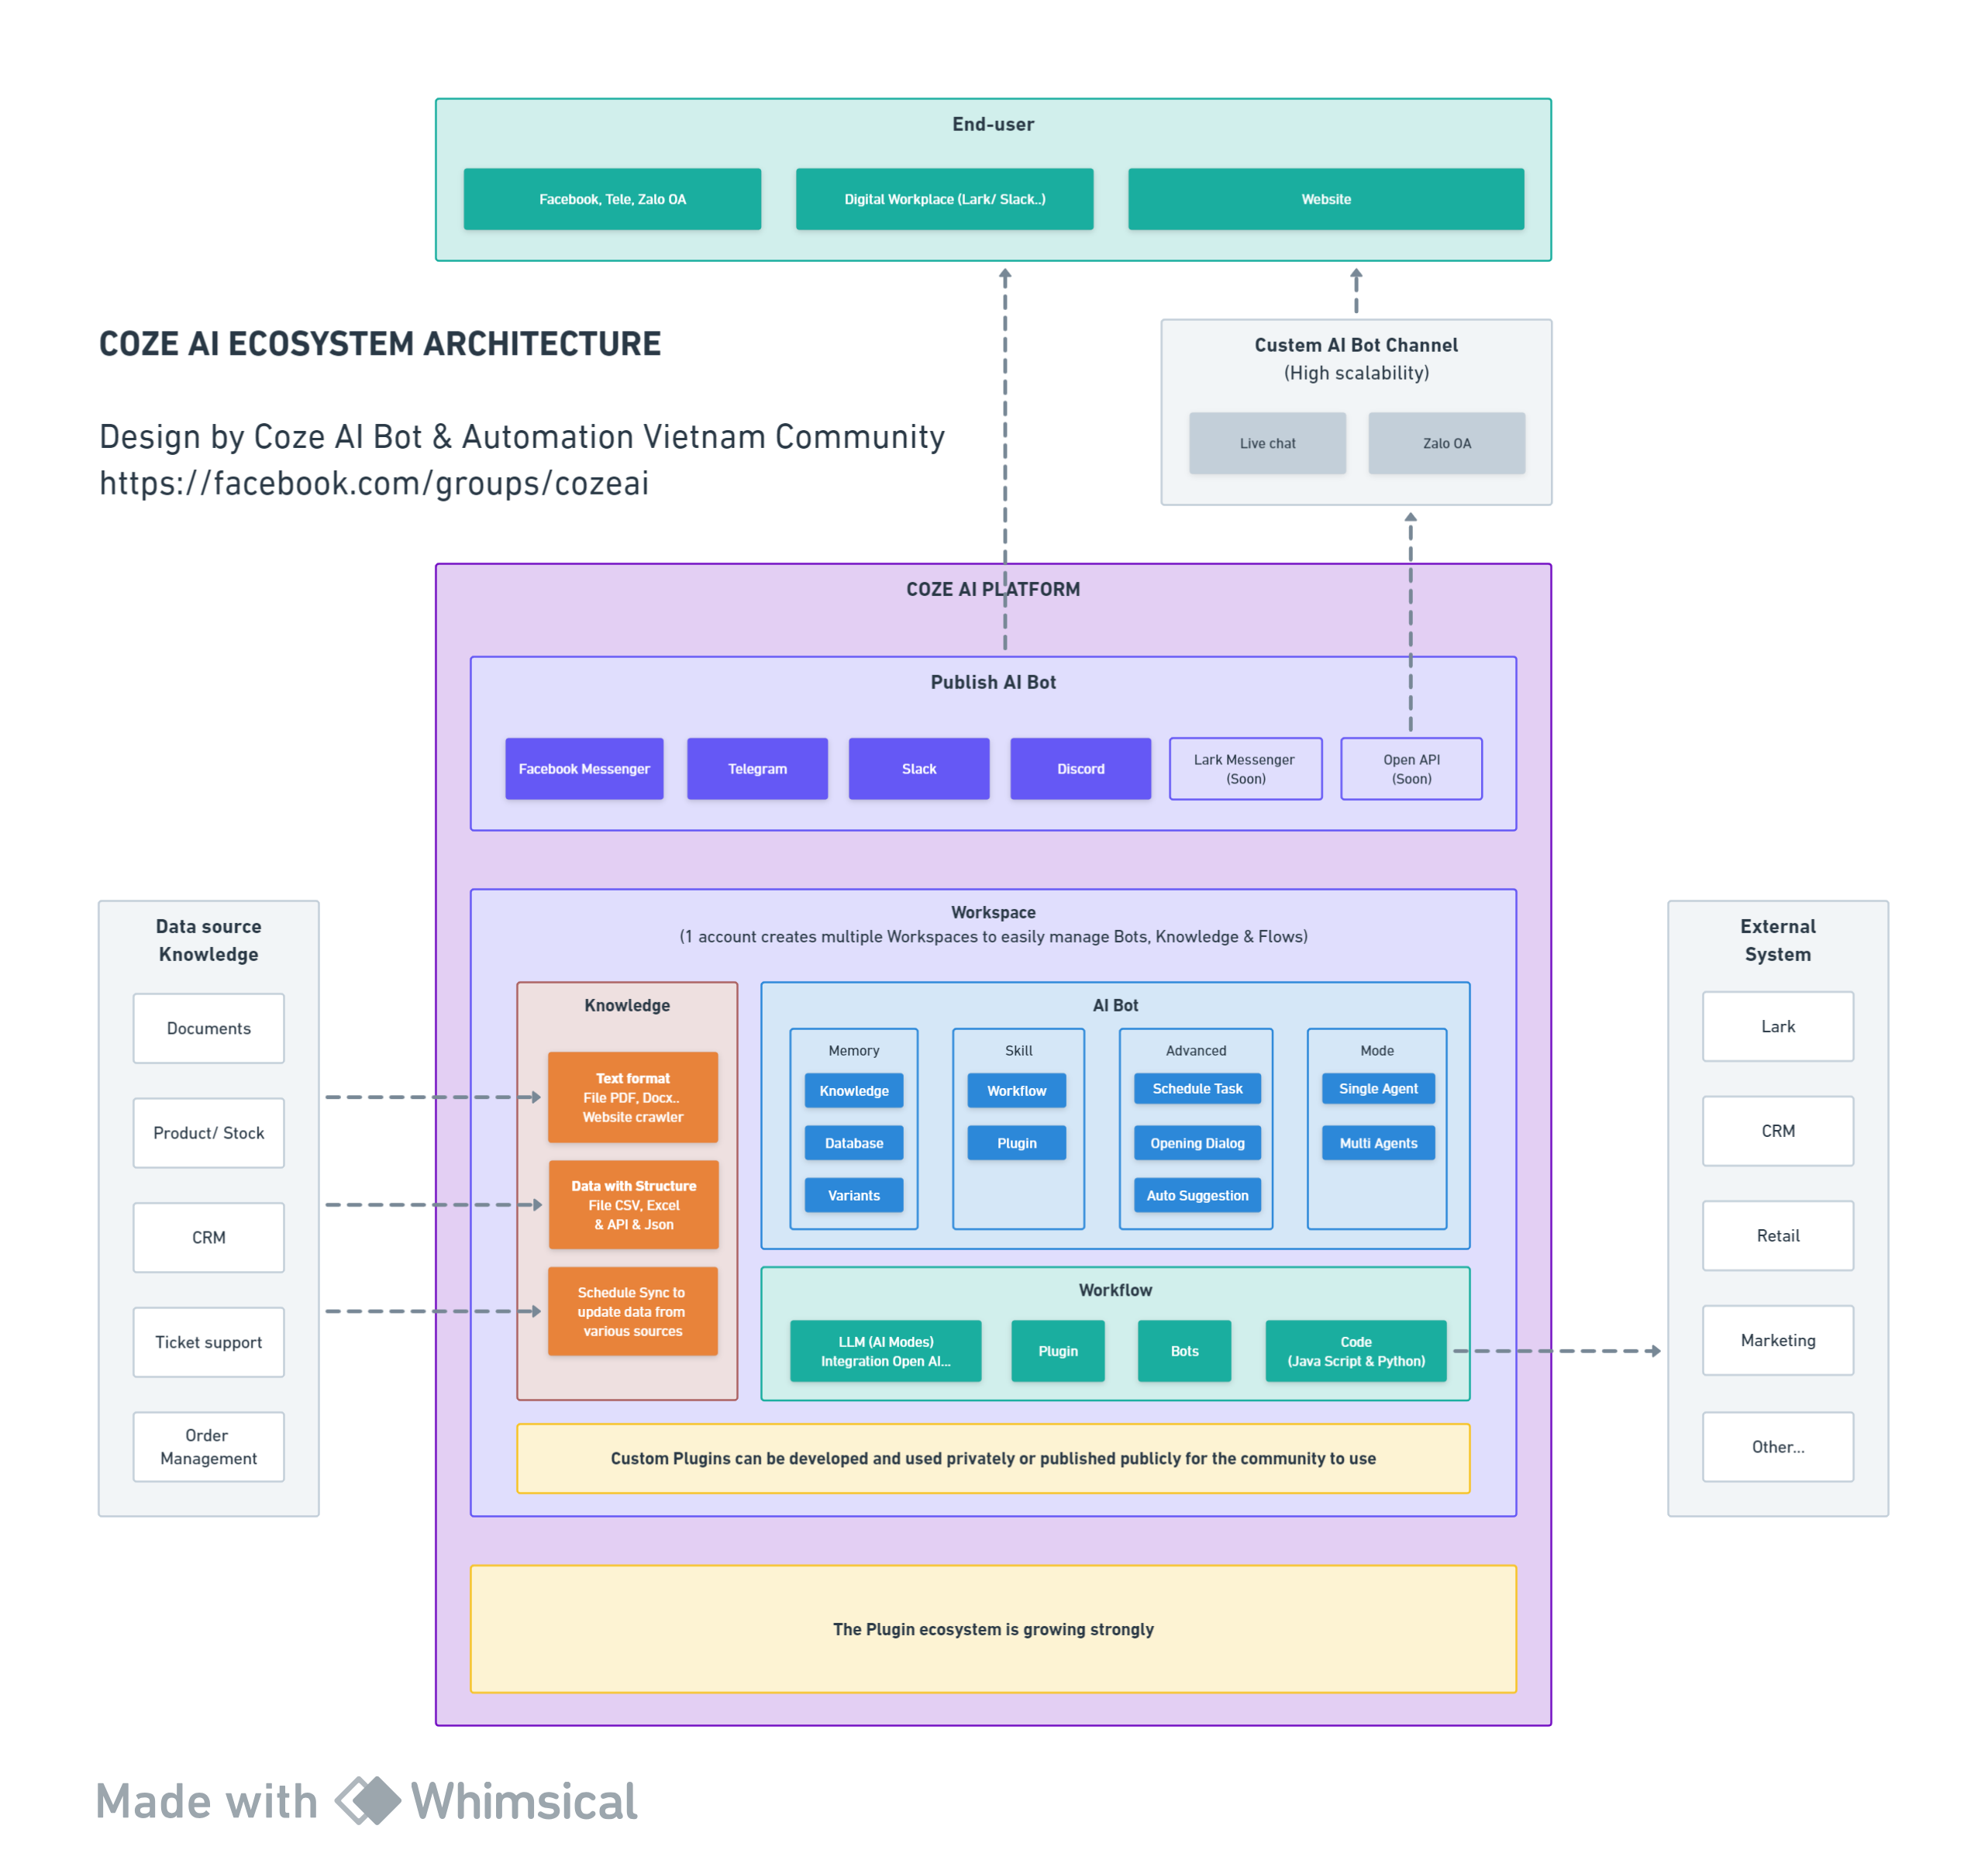 End-user
Facebook, Tele, Zalo OA
Digital Workplace (Lark/ Slack..)
Website
COZE AI ECOSYSTEM ARCHITECTURE
Design by Coze AI Bot & Automation Vietnam Community
https://facebook.com/groups/cozeai
Custem AI Bot Channel
(High scalability)
Live chat
Zalo OA
COZE AI PLATFORM
Publish AI Bot
Facebook Messenger
Telegram
Slack
Discord
Lark Messenger
(Soon)
Open API
(Soon)
Data source
Knowledge
Documents
Product/ Stock
CRM
Ticket support
Order
Management
Workspace
(1 account creates multiple Workspaces to easily manage Bots, Knowledge & Flows)
Knowledge
Text format
File PDF, Docx..
Website crawler
Data with Structure
File CSV, Excel
& API & Json
Schedule Sync to
update data from
various sources
AI Bot
Memory
Knowledge
Database
Variants
Skill
Workflow
Plugin
Advanced
Schedule Task
Opening Dialog
Auto Suggestion
Mode
Single Agent
Multi Agents
Workflow
LLM (AI Modes)
Integration Open AI...
Plugin
Bots
Code
(Java Script & Python)
Custom Plugins can be developed and used privately or published publicly for the community to use
External
System
Lark
CRM
Retail
Marketing
Other...
The Plugin ecosystem is growing strongly
Made with Whimsical